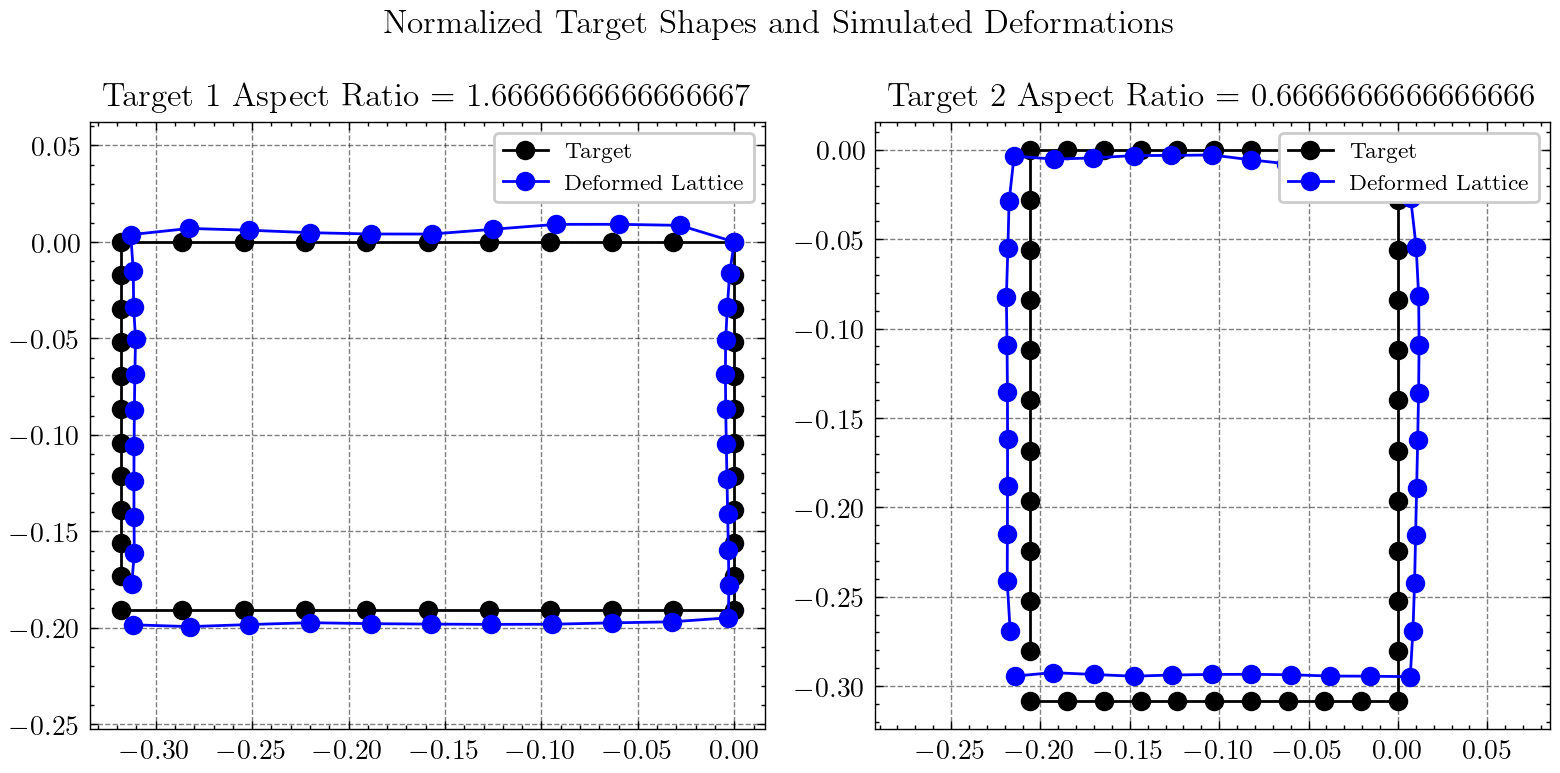 Normalized Target Shapes and Simulated Deformations
Target 1 Aspect Ratio = 1.6666666666666667
Target
Deformed Lattice
0.05
0.00
−0.05
−0.10
−0.15
−0.20
−0.25
−0.30 −0.25 −0.20 −0.15 −0.10 −0.05 0.00
Target 2 Aspect Ratio = 0.6666666666666666
Target
Deformed Lattice
0.00
−0.05
−0.10
−0.15
−0.20
−0.25
−0.30
−0.25 −0.20 −0.15 −0.10 −0.05 0.00 0.05